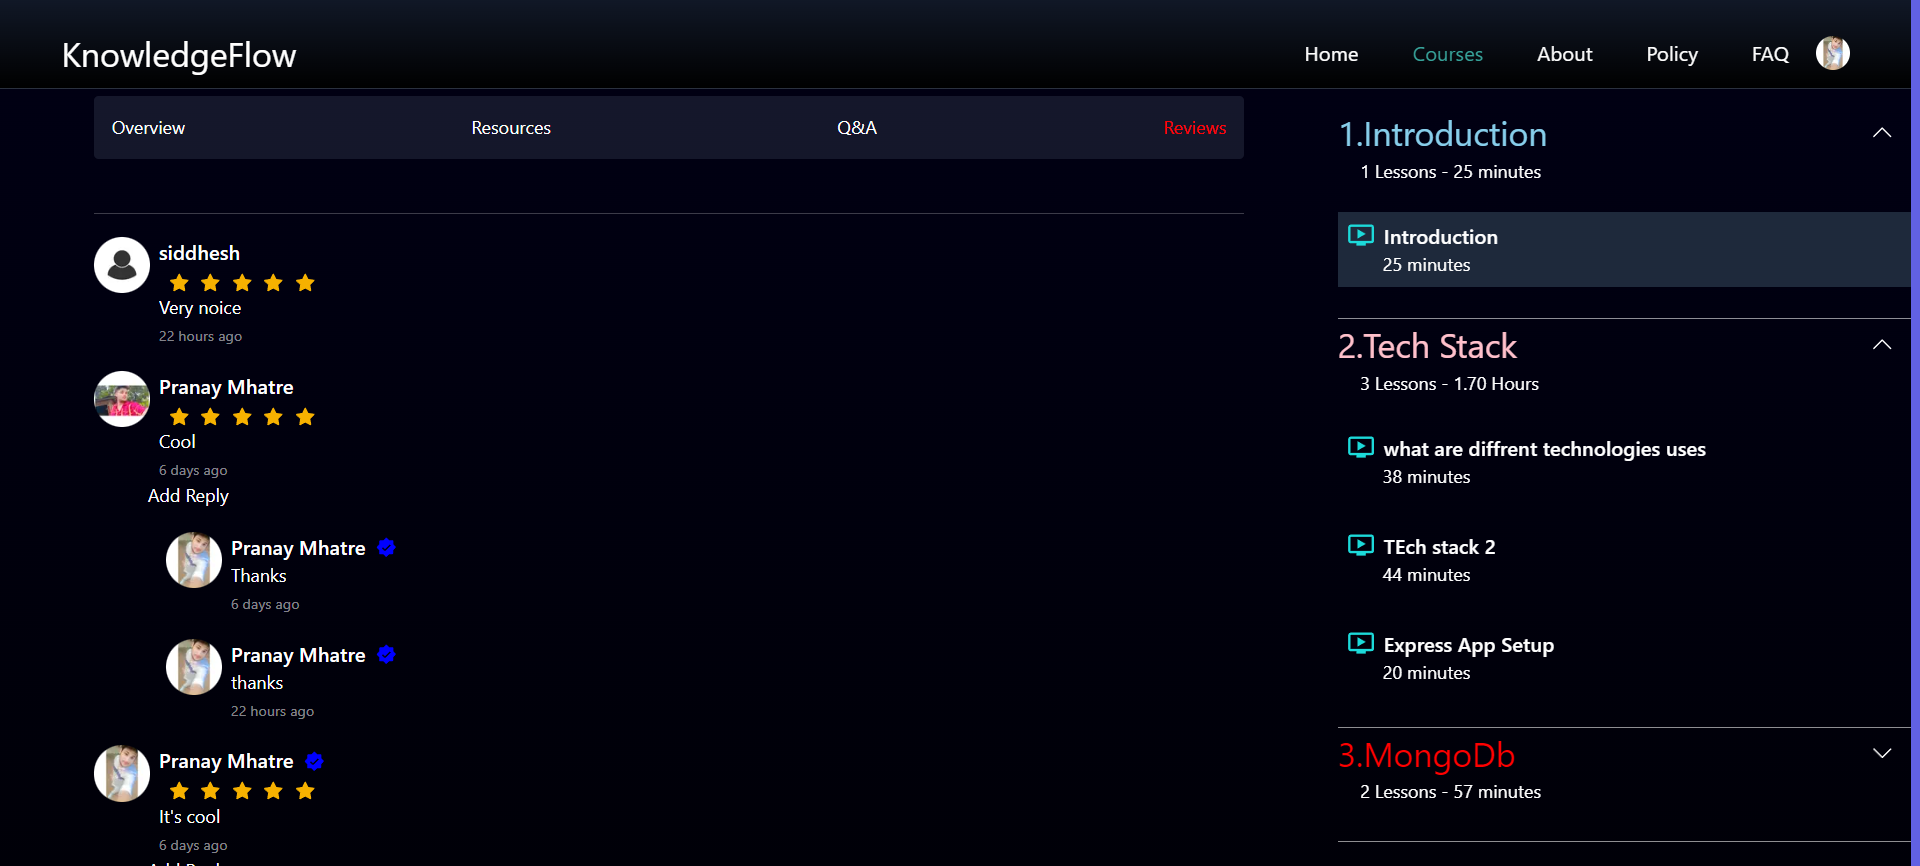 KnowledgeFlow
Home Courses About Policy FAQ
Overview Resources Q&A Reviews
siddhesh
Very noice
22 hours ago
Pranay Mhatre
Cool
6 days ago
Add Reply
Pranay Mhatre
Thanks
6 days ago
Pranay Mhatre
thanks
22 hours ago
Pranay Mhatre
It's cool
6 days ago
1.Introduction
1 Lessons - 25 minutes
Introduction
25 minutes
2.Tech Stack
3 Lessons - 1.70 Hours
what are diffrent technologies uses
38 minutes
TEch stack 2
44 minutes
Express App Setup
20 minutes
3.MongoDb
2 Lessons - 57 minutes